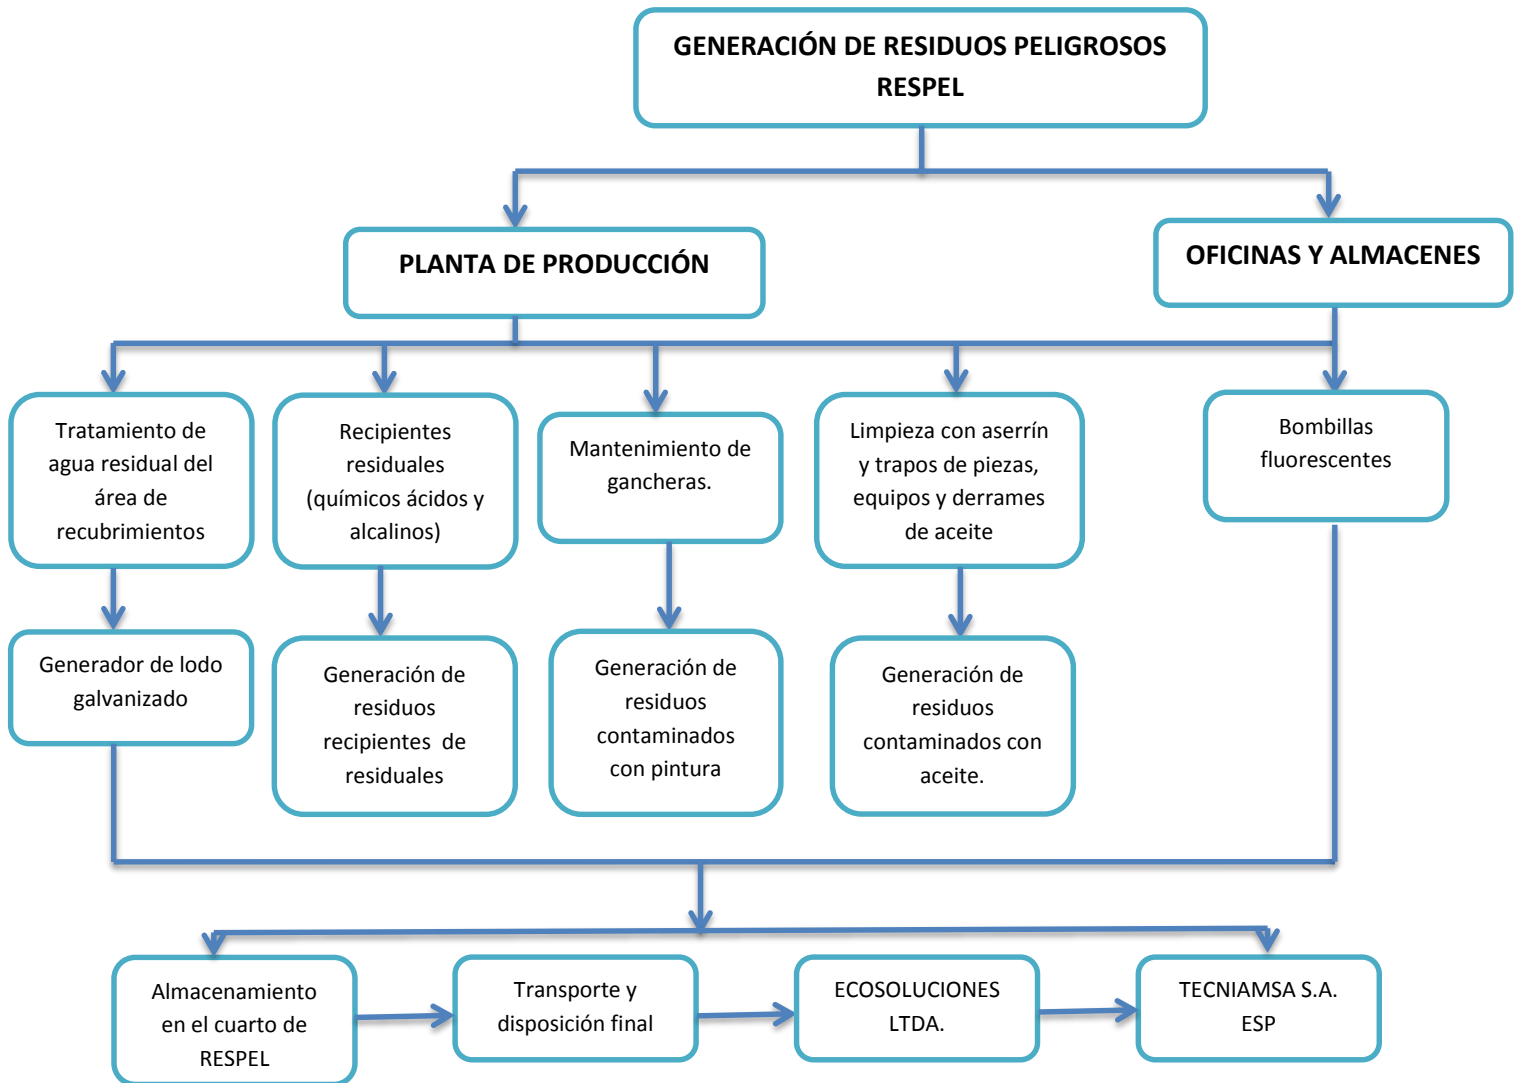 GENERACIÓN DE RESIDUOS PELIGROSOS
RESPEL
PLANTA DE PRODUCCIÓN
OFICINAS Y ALMACENES
Tratamiento de
agua residual del
área de
recubrimientos
Recipientes
residuales
(químicos ácidos y
alcalinos)
Mantenimiento de
gancheras.
Limpieza con aserrín
y trapos de piezas,
equipos y derrames
de aceite
Bombillas
fluorescentes
Generador de lodo
galvanizado
Generación de
residuos
recipientes de
residuales
Generación de
residuos
contaminados
con pintura
Generación de
residuos
contaminados con
aceite.
Almacenamiento
en el cuarto de
RESPEL
Transporte y
disposición final
ECOSOLUCIONES
LTDA.
TECNIAMSA S.A.
ESP